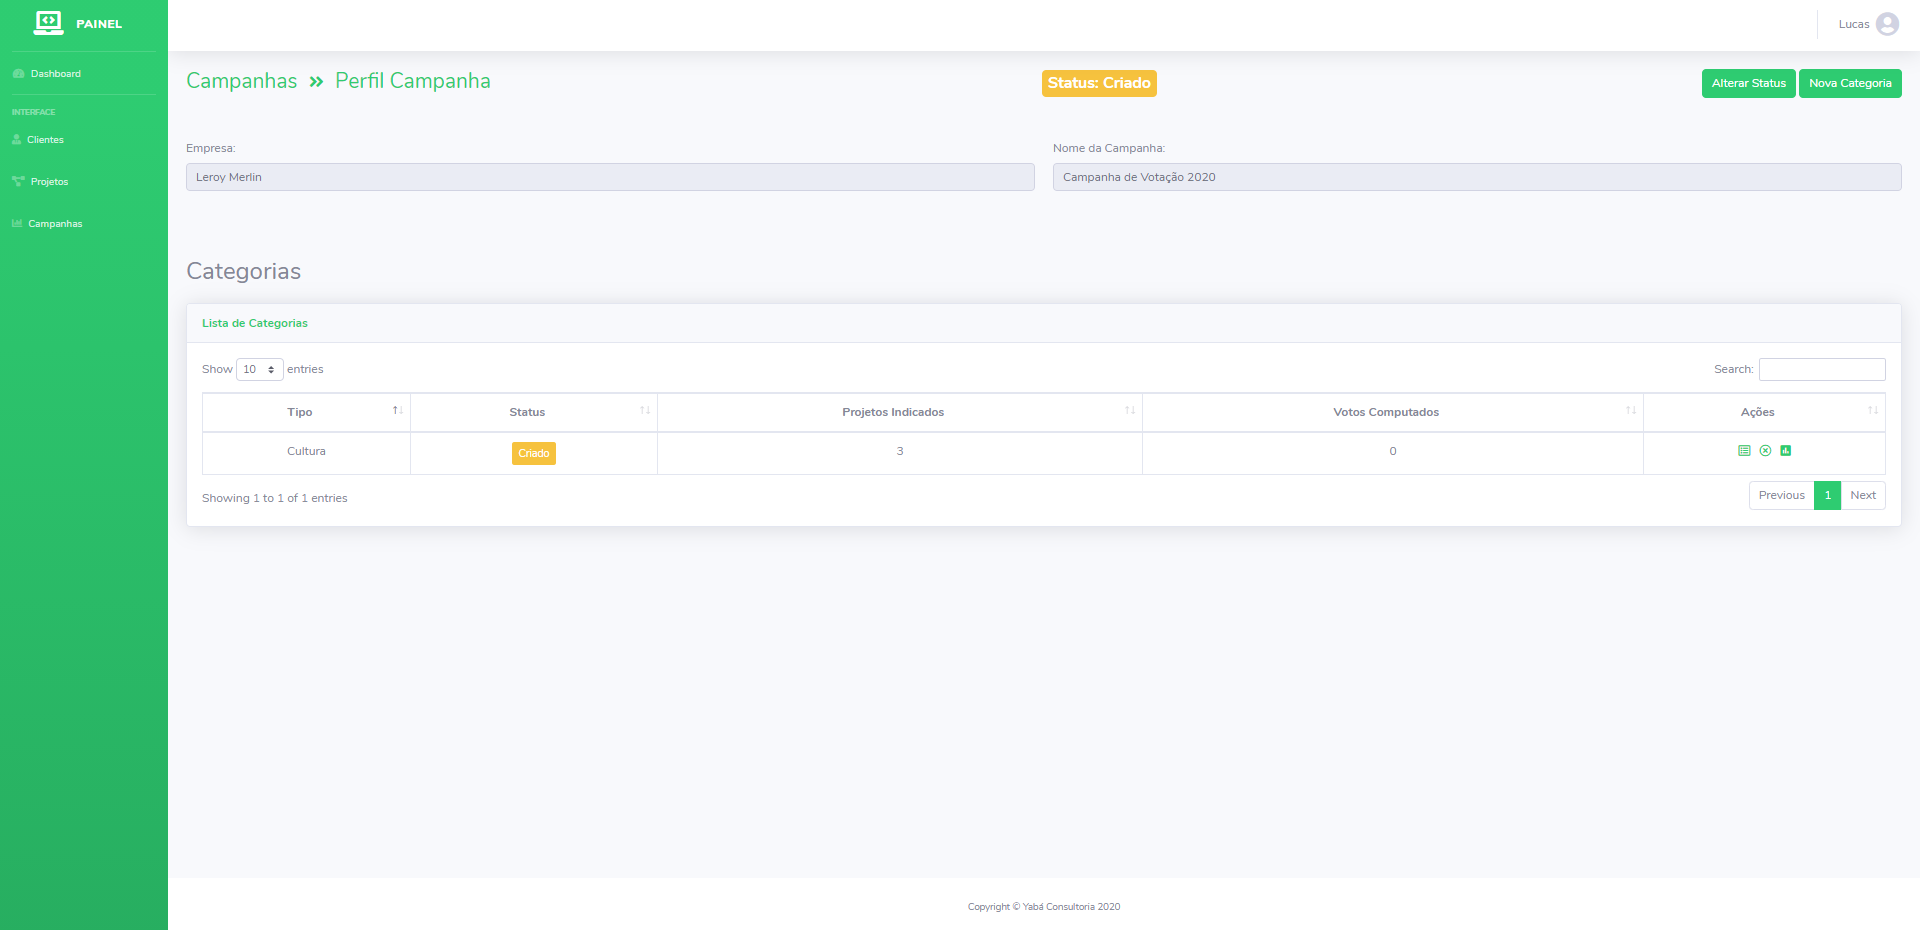 PAINEL
Lucas
Dashboard
INTERFACE
Clientes
Projetos
Campanhas
Campanhas » Perfil Campanha
Status: Criado
Alterar Status
Nova Categoria
Empresa:
Nome da Campanha:
Leroy Merlin
Campanha de Votação 2020
Categorias
Lista de Categorias
Show 10 entries
Search:
Tipo Status Projetos Indicados Votos Computados Ações
Cultura Criado 3 0
Showing 1 to 1 of 1 entries
Previous 1 Next
Copyright © Yabá Consultoria 2020